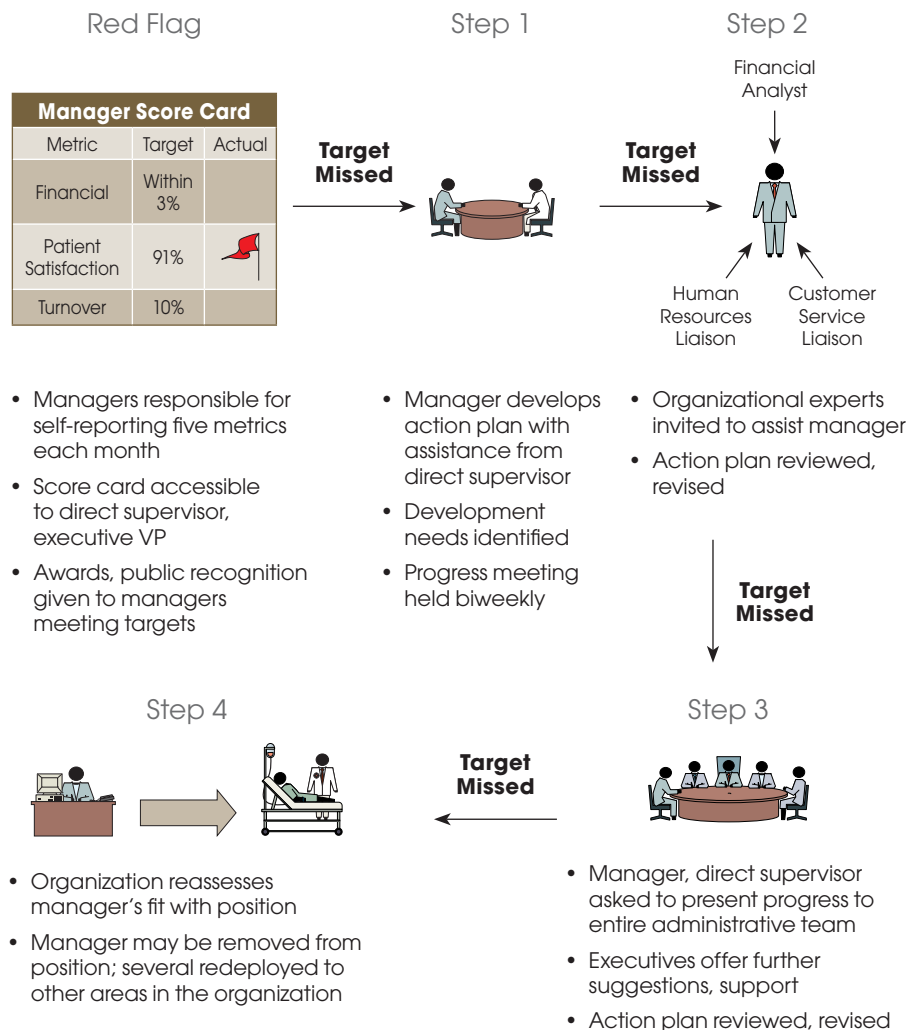 Red Flag
Manager Score Card
Metric Target Actual
Financial Within 3%
Patient Satisfaction 91%
Turnover 10%
• Managers responsible for
self-reporting five metrics
each month
• Score card accessible
to direct supervisor,
executive VP
• Awards, public recognition
given to managers
meeting targets
Target
Missed
Step 1
• Manager develops
action plan with
assistance from
direct supervisor
• Development
needs identified
• Progress meeting
held biweekly
Target
Missed
Step 2
Financial
Analyst
Human
Resources
Liaison
Customer
Service
Liaison
• Organizational experts
invited to assist manager
• Action plan reviewed,
revised
Target
Missed
Step 3
• Manager, direct supervisor
asked to present progress to
entire administrative team
• Executives offer further
suggestions, support
• Action plan reviewed, revised
Target
Missed
Step 4
• Organization reassesses
manager’s fit with position
• Manager may be removed from
position; several redeployed to
other areas in the organization